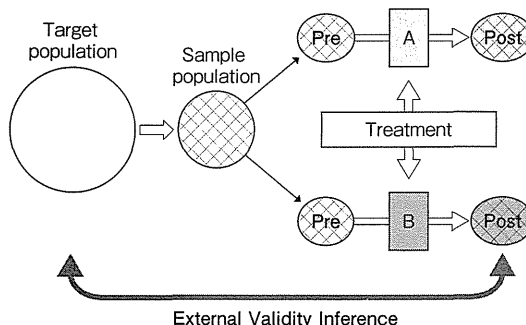 Target
population
Sample
population
Pre
A
Post
Treatment
Pre
B
Post
External Validity Inference